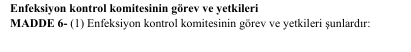 Enfeksiyon kontrol komitesinin görev ve yetkileri
MADDE 6- (1) Enfeksiyon kontrol komitesinin görev ve yetkileri şunlardır: